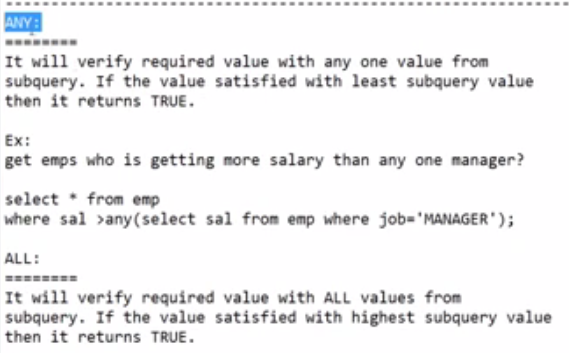 ---------------------------------------------------------------
ANY:
========
It will verify required value with any one value from
subquery. If the value satisfied with least subquery value
then it returns TRUE.
Ex:
get emps who is getting more salary than any one manager?
select * from emp
where sal >any(select sal from emp where job='MANAGER');
ALL:
========
It will verify required value with ALL values from
subquery. If the value satisfied with highest subquery value
then it returns TRUE.